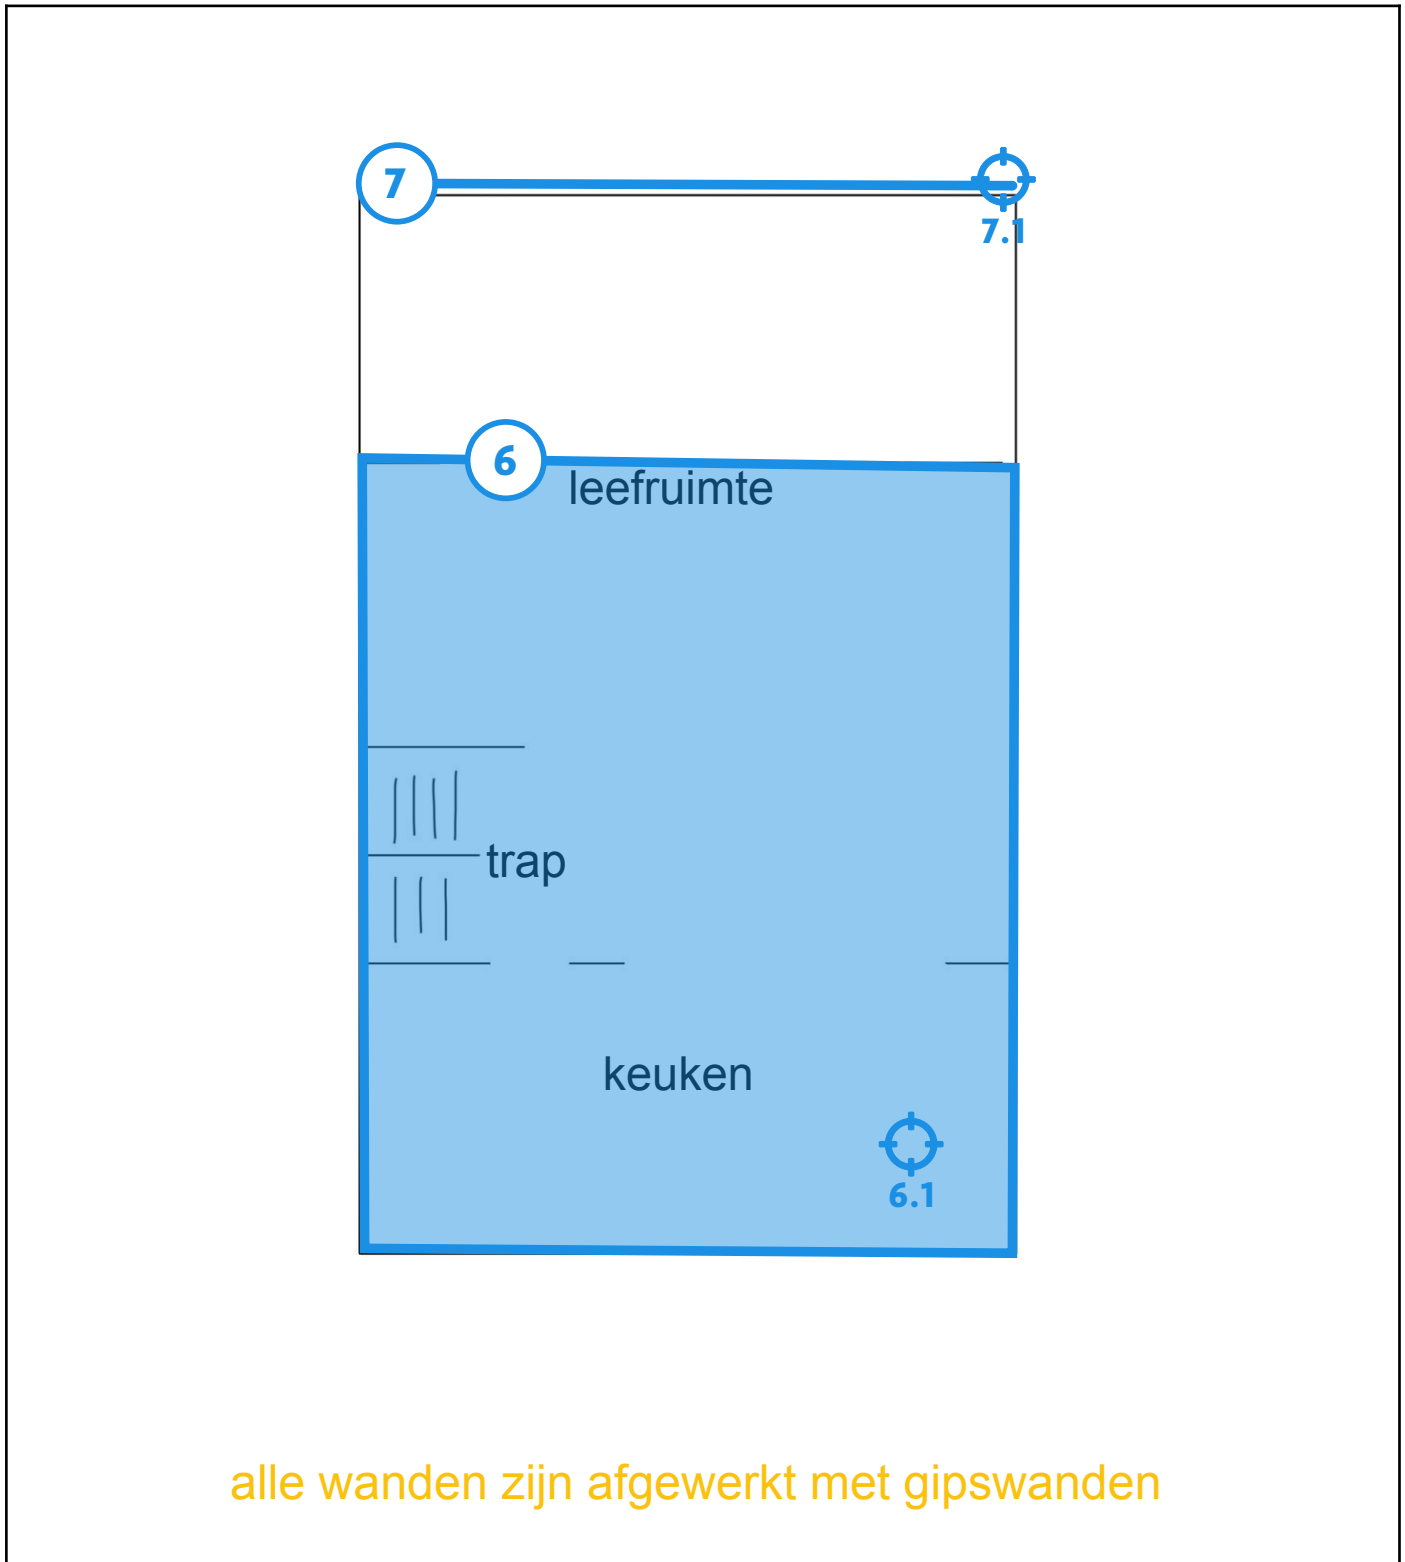 7
7.1
6
leefruimte
trap
keuken
6.1
alle wanden zijn afgewerkt met gipswanden